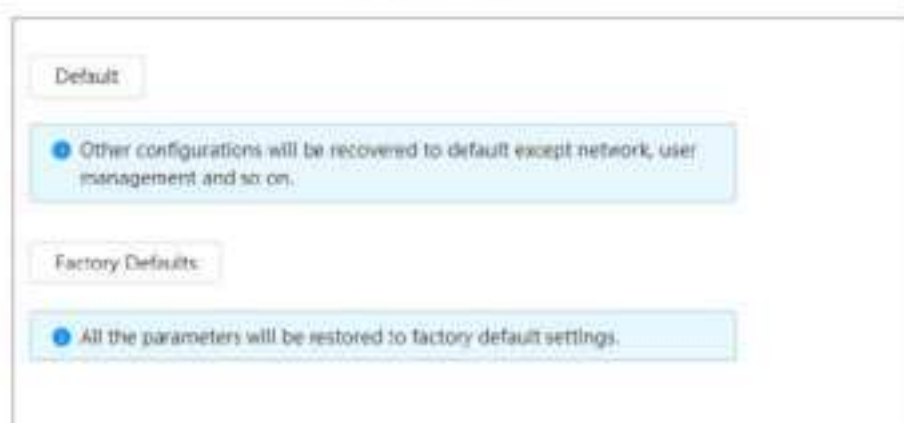 Default
Other configurations will be recovered to default except network, user
management and so on.
Factory Defaults
All the parameters will be restored to factory default settings.